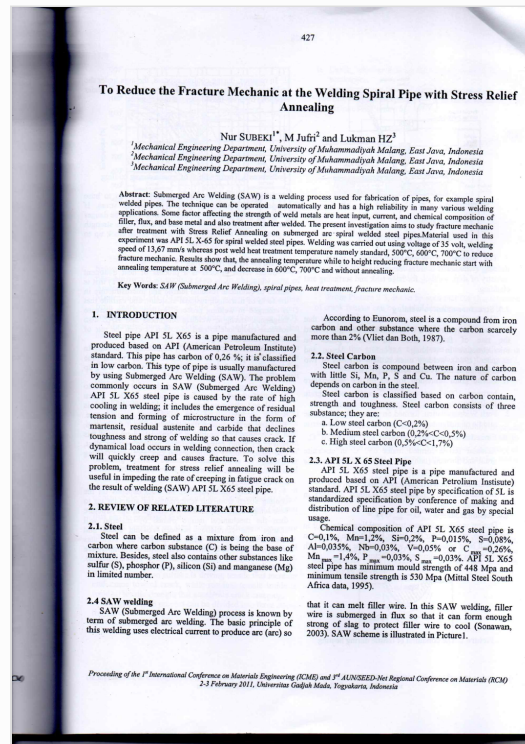 427
To Reduce the Fracture Mechanic at the Welding Spiral Pipe with Stress Relief
Annealing
Nur SUBEKI1*, M Jufri2 and Lukman HZ3
1Mechanical Engineering Department, University of Muhammadiyah Malang, East Java, Indonesia
2Mechanical Engineering Department, University of Muhammadiyah Malang, East Java, Indonesia
3Mechanical Engineering Department, University of Muhammadiyah Malang, East Java, Indonesia
Abstract: Submerged Arc Welding (SAW) is a welding process used for fabrication of pipes, for example spiral
welded pipes. The technique can be operated automatically and has a high reliability in many various welding
applications. Some factor affecting the strength of weld metals are heat input, current, and chemical composition of
filler, flux, and base metal and also treatment after welded. The present investigation aims to study fracture mechanic
after treatment with Stress Relief Annealing on submerged arc spiral welded steel pipes.Material used in this
experiment was API 5L X-65 for spiral welded steel pipes. Welding was carried out using voltage of 35 volt, welding
speed of 13,67 mm/s whereas post weld heat treatment temperature namely standard, 500°C, 600°C, 700°C to reduce
fracture mechanic. Results show that, the annealing temperature while to height reducing fracture mechanic start with
annealing temperature at 500°C, and decrease in 600°C, 700°C and without annealing.
Key Words: SAW (Submerged Arc Welding), spiral pipes, heat treatment, fracture mechanic.
1. INTRODUCTION
Steel pipe API 5L X65 is a pipe manufactured and
produced based on API (American Petroleum Institute)
standard. This pipe has carbon of 0,26 %; it is classified
in low carbon. This type of pipe is usually manufactured
by using Submerged Arc Welding (SAW). The problem
commonly occurs in SAW (Submerged Arc Welding)
API 5L X65 steel pipe is caused by the rate of high
cooling in welding; it includes the emergence of residual
tension and forming of microstructure in the form of
martensit, residual austenite and carbide that declines
toughness and strong of welding so that causes crack. If
dynamical load occurs in welding connection, then crack
will quickly creep and causes fracture. To solve this
problem, treatment for stress relief annealing will be
useful in impeding the rate of creeping in fatigue crack on
the result of welding (SAW) API 5L X65 steel pipe.
2. REVIEW OF RELATED LITERATURE
2.1. Steel
Steel can be defined as a mixture from iron and
carbon where carbon substance (C) is being the base of
mixture. Besides, steel also contains other substances like
sulfur (S), phosphor (P), silicon (Si) and manganese (Mg)
in limited number.
According to Eunorom, steel is a compound from iron
carbon and other substance where the carbon scarcely
more than 2% (Vliet dan Both, 1987).
2.2. Steel Carbon
Steel carbon is compound between iron and carbon
with little Si, Mn, P, S and Cu. The nature of carbon
depends on carbon in the steel.
Steel carbon is classified based on carbon contain,
strength and toughness. Steel carbon consists of three
substance; they are:
a. Low steel carbon (C<0,2%)
b. Medium steel carbon (0,2%<C<0,5%)
c. High steel carbon (0,5%<C<1,7%)
2.3. API 5L X 65 Steel Pipe
API 5L X65 steel pipe is a pipe manufactured and
produced based on API (American Petrolium Institute)
standard. API 5L X65 steel pipe by specification of 5L is
standardized specification by conference of making and
distribution of line pipe for oil, water and gas by special
usage.
Chemical composition of API 5L X65 steel pipe is
C=0,1%, Mn=1,2%, Si=0,2%, P=0,015%, S=0,08%,
Al=0,035%, Nb=0,03%, V=0,05% or C max=0,26%,
Mn max=1,4%, P max=0,03%, S max=0,03%. API 5L X65
steel pipe has minimum mould strength of 448 Mpa and
minimum tensile strength is 530 Mpa (Mittal Steel South
Africa data, 1995).
2.4 SAW welding
SAW (Submerged Arc Welding) process is known by
term of submerged arc welding. The basic principle of
this welding uses electrical current to produce arc (arc) so
that it can melt filler wire. In this SAW welding, filler
wire is submerged in flux so that it can form enough
strong of slag to protect filler wire to cool (Sonawan,
2003). SAW scheme is illustrated in Picture1.
Proceeding of the 1st International Conference on Materials Engineering (ICME) and 3rd AUN/SEED-Net Regional Conference on Materials (RCM)
2-3 February 2011, Universitas Gadjah Mada, Yogyakarta, Indonesia